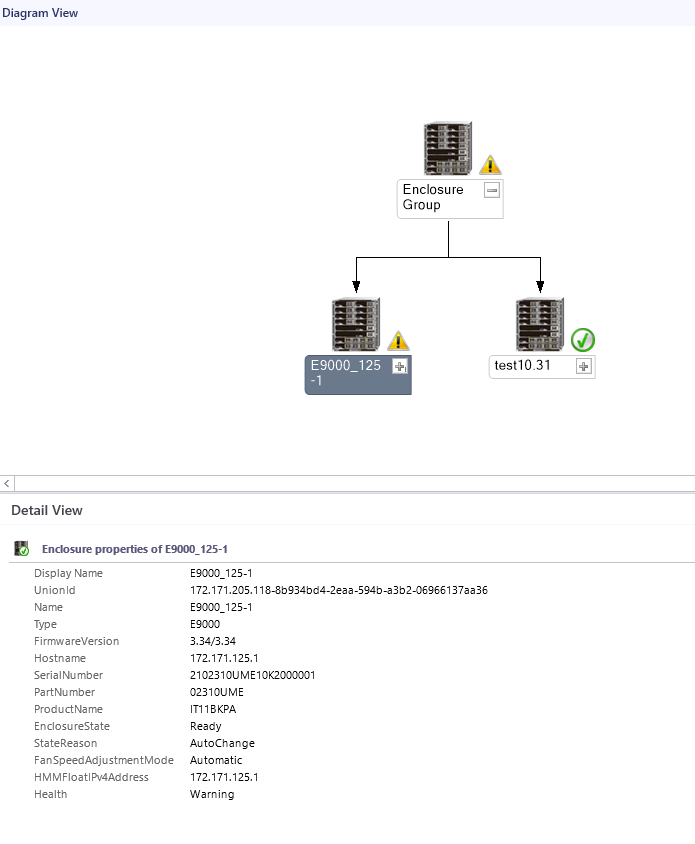 Diagram View
Enclosure
Group
E9000_125
-1
test10.31
Detail View
Enclosure properties of E9000_125-1
Display Name E9000_125-1
UnionId 172.171.205.118-8b934bd4-2eaa-594b-a3b2-06966137aa36
Name E9000_125-1
Type E9000
FirmwareVersion 3.34/3.34
Hostname 172.171.125.1
SerialNumber 2102310UME10K2000001
PartNumber 02310UME
ProductName IT11BKPA
EnclosureState Ready
StateReason AutoChange
FanSpeedAdjustmentMode Automatic
HMMFloatIPv4Address 172.171.125.1
Health Warning